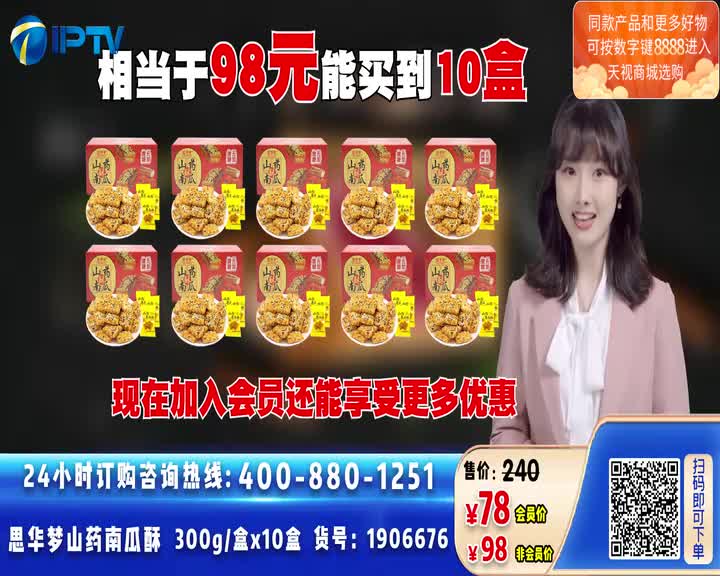 IPTV
相当于98元能买到10盒
同款产品和更多好物
可按数字键8888进入
天视商城选购
现在加入会员还能享受更多优惠
24小时订购咨询热线:400-880-1251
思华梦山药南瓜酥 300g/盒x10盒 货号:1906676
售价:240
¥78会员价
¥98非会员价
扫码即可下单